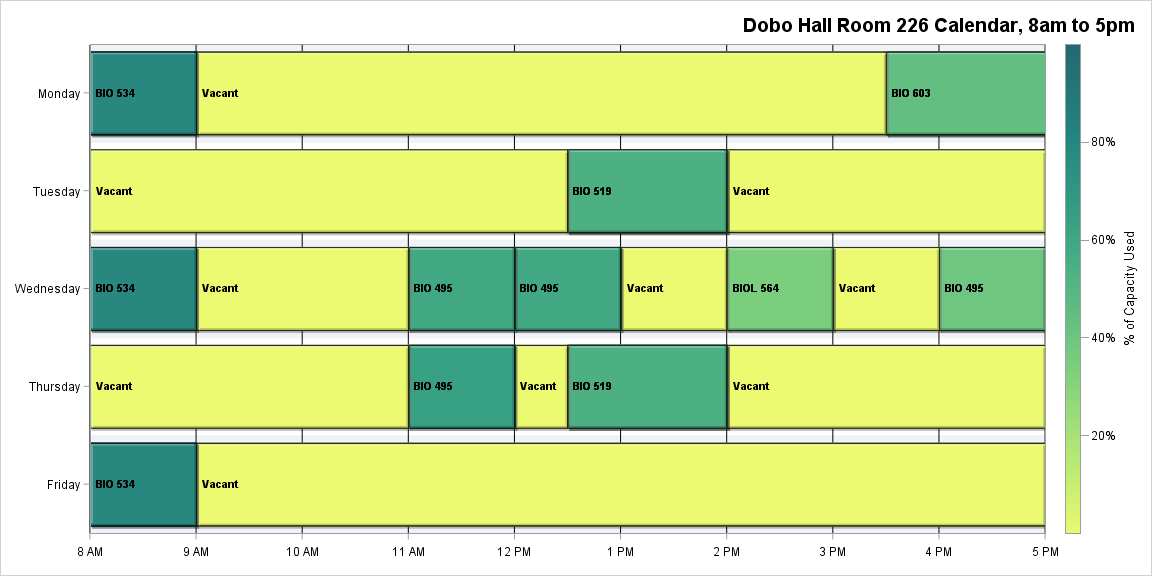 Dobo Hall Room 226 Calendar, 8am to 5pm
Monday
BIO 534
Vacant
BIO 603
Tuesday
Vacant
BIO 519
Vacant
Wednesday
BIO 534
Vacant
BIO 495
BIO 495
Vacant
BIOL 564
Vacant
BIO 495
Thursday
Vacant
BIO 495
Vacant
BIO 519
Vacant
Friday
BIO 534
Vacant
8 AM
9 AM
10 AM
11 AM
12 PM
1 PM
2 PM
3 PM
4 PM
5 PM
80%
60%
40%
20%
% of Capacity Used